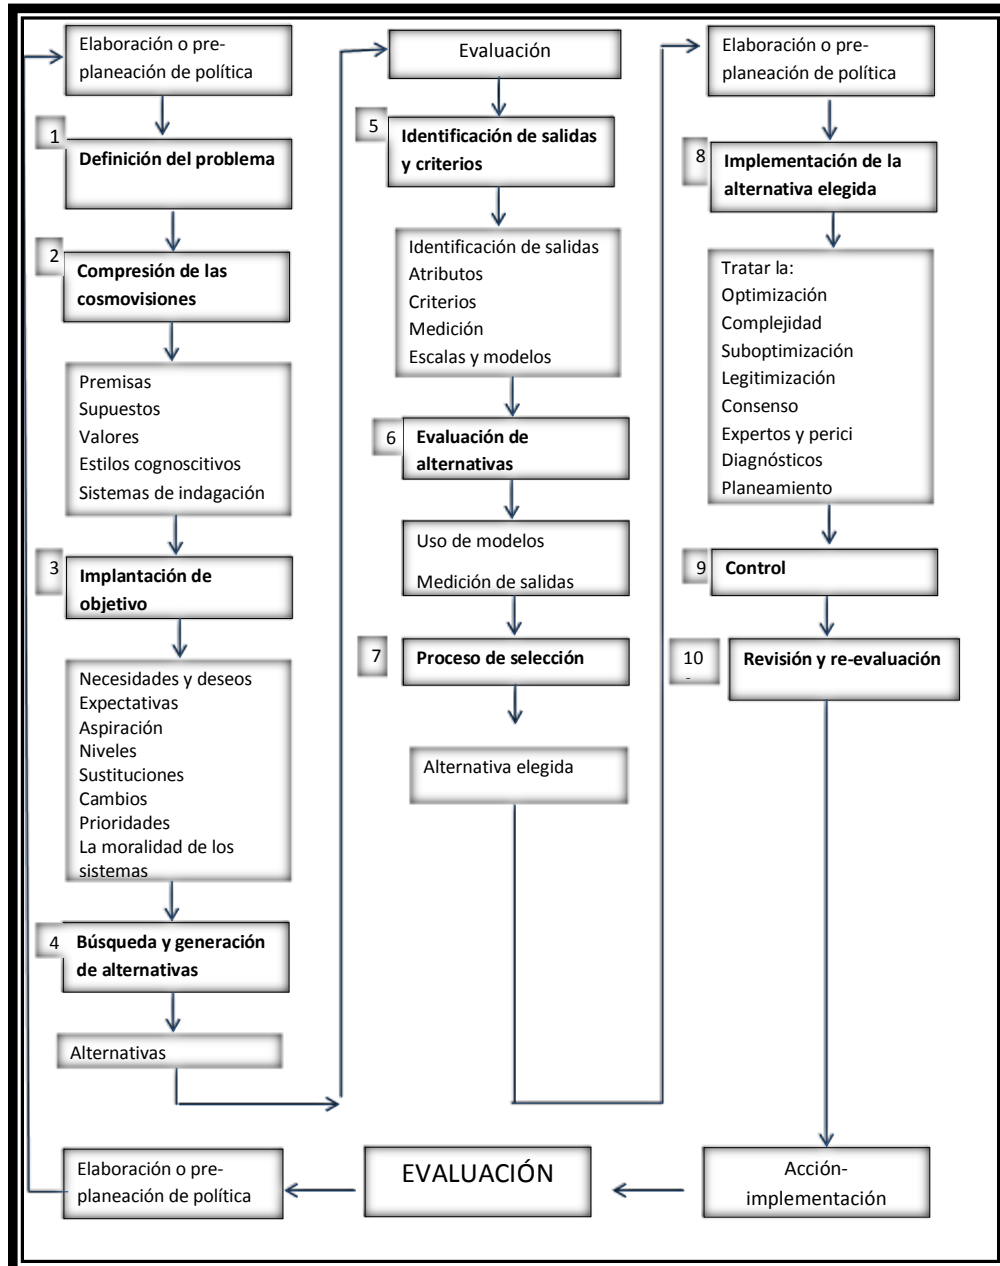 Elaboración o pre-
planeación de política
1
Definición del problema
2
Compresión de las
cosmovisiones
Premisas
Supuestos
Valores
Estilos cognoscitivos
Sistemas de indagación
3
Implantación de
objetivo
Necesidades y deseos
Expectativas
Aspiración
Niveles
Sustituciones
Cambios
Prioridades
La moralidad de los
sistemas
4
Búsqueda y generación
de alternativas
Alternativas
Evaluación
5
Identificación de salidas
y criterios
Identificación de salidas
Atributos
Criterios
Medición
Escalas y modelos
6
Evaluación de
alternativas
Uso de modelos
Medición de salidas
7
Proceso de selección
Alternativa elegida
Elaboración o pre-
planeación de política
8
Implementación de la
alternativa elegida
Tratar la:
Optimización
Complejidad
Suboptimización
Legitimización
Consenso
Expertos y perici
Diagnósticos
Planeamiento
9
Control
10
Revisión y re-evaluación
Elaboración o pre-
planeación de política
EVALUACIÓN
Acción-
implementación